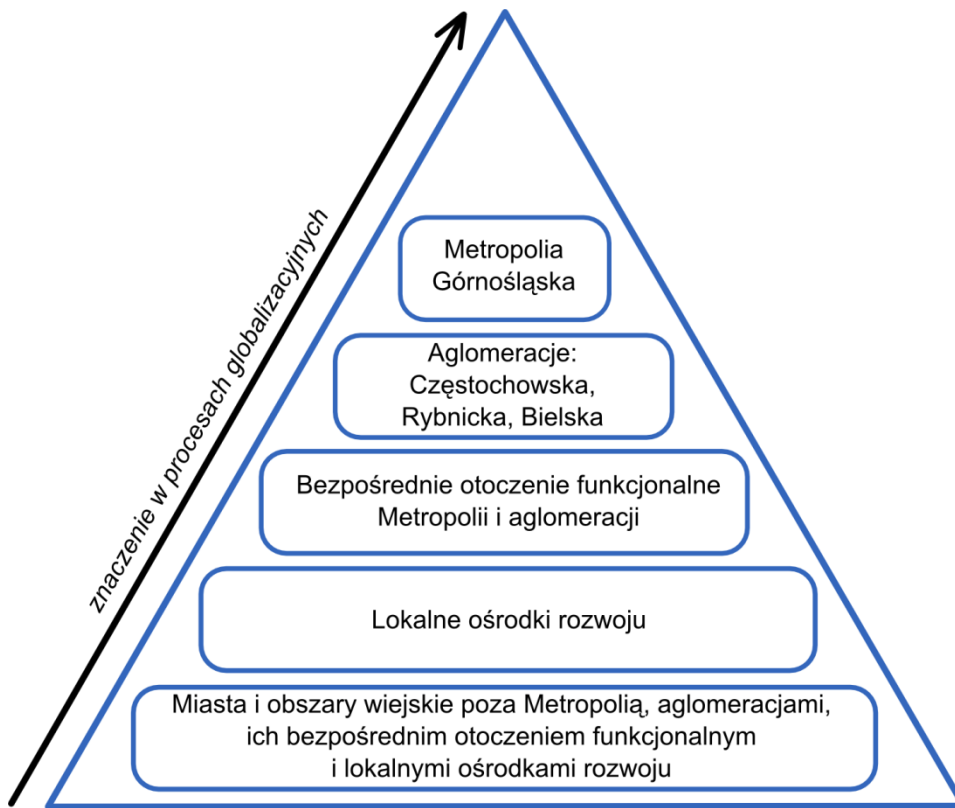 znaczenie w procesach globalizacyjnych
Metropolia
Górnośląska
Aglomeracje:
Częstochowska,
Rybnicka, Bielska
Bezpośrednie otoczenie funkcjonalne
Metropolii i aglomeracji
Lokalne ośrodki rozwoju
Miasta i obszary wiejskie poza Metropolią, aglomeracjami,
ich bezpośrednim otoczeniem funkcjonalnym
i lokalnymi ośrodkami rozwoju